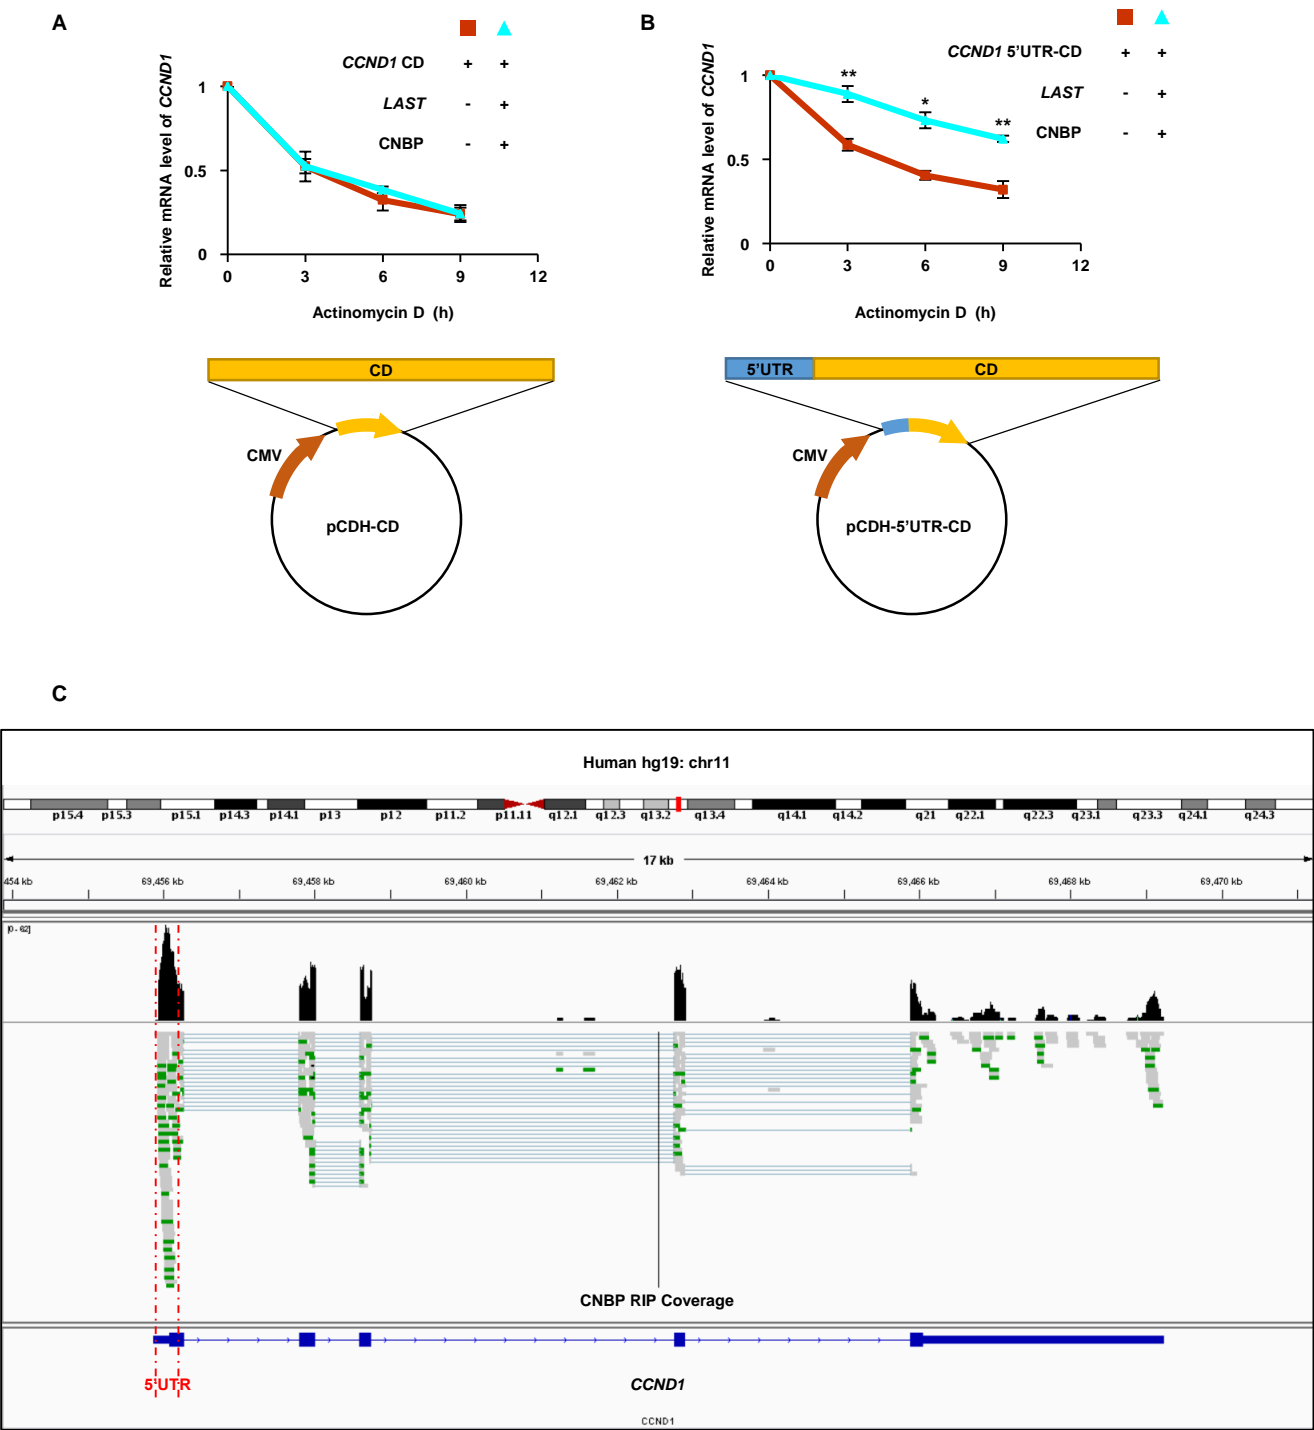 A
CCND1 CD + +
LAST - +
CNBP - +
Relative mRNA level of CCND1
1
0.5
0
0 3 6 9 12
Actinomycin D (h)
CD
CMV
pCDH-CD
B
CCND1 5’UTR-CD + +
LAST - +
CNBP - +
Relative mRNA level of CCND1
1
0.5
0
** * **
0 3 6 9 12
Actinomycin D (h)
5’UTR CD
CMV
pCDH-5’UTR-CD
C
Human hg19: chr11
p15.4 p15.3 p15.1 p14.3 p14.1 p13 p12 p11.2 p11.11 q12.1 q12.3 q13.2 q13.4 q14.1 q14.2 q21 q22.1 q22.3 q23.1 q23.3 q24.1 q24.3
17 kb
454 kb 69,456 kb 69,458 kb 69,460 kb 69,462 kb 69,464 kb 69,466 kb 69,468 kb 69,470 kb
[0 - 62]
CNBP RIP Coverage
5'UTR CCND1
CCND1